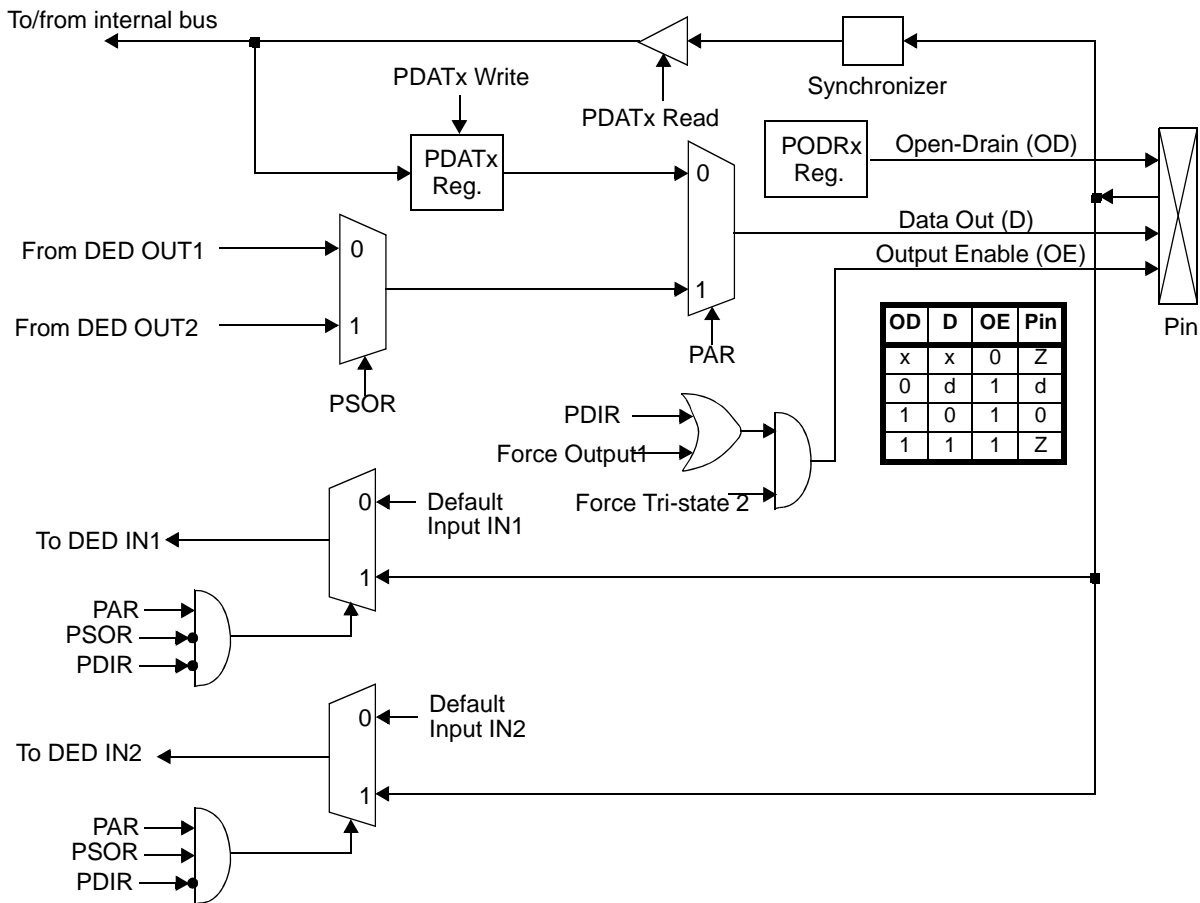 To/from internal bus
Synchronizer
PDATx Write
PDATx Read
PDATx
Reg.
0
1
PODRx
Reg.
Open-Drain (OD)
Data Out (D)
Output Enable (OE)
Pin
From DED OUT1
From DED OUT2
0
1
PSOR
PAR
OD D OE Pin
x x 0 Z
0 d 1 d
1 0 1 0
1 1 1 Z
PDIR
Force Output1
Force Tri-state 2
0
1
Default
Input IN1
To DED IN1
PAR
PSOR
PDIR
0
1
Default
Input IN2
To DED IN2
PAR
PSOR
PDIR